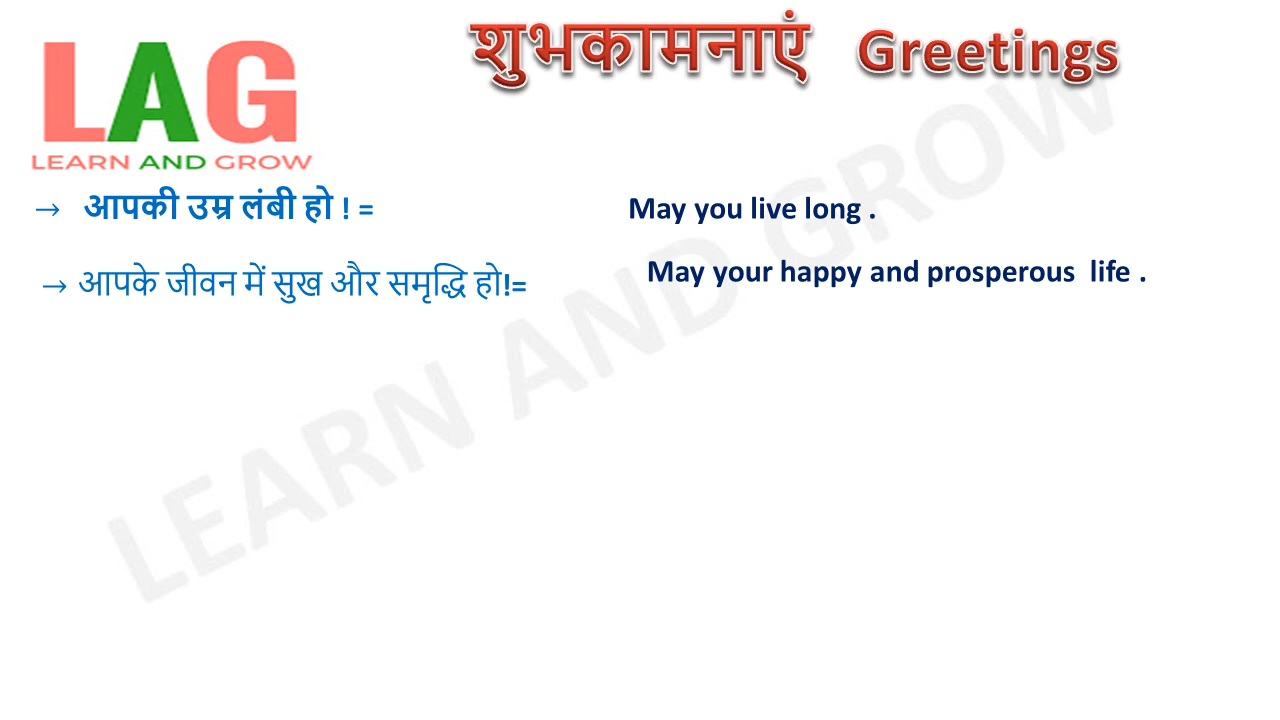 शुभकामनाएं Greetings
LAG
LEARN AND GROW
→ आपकी उम्र लंबी हो ! = May you live long .
→ आपके जीवन में सुख और समृद्धि हो!= May your happy and prosperous life .
LEARN AND GROW